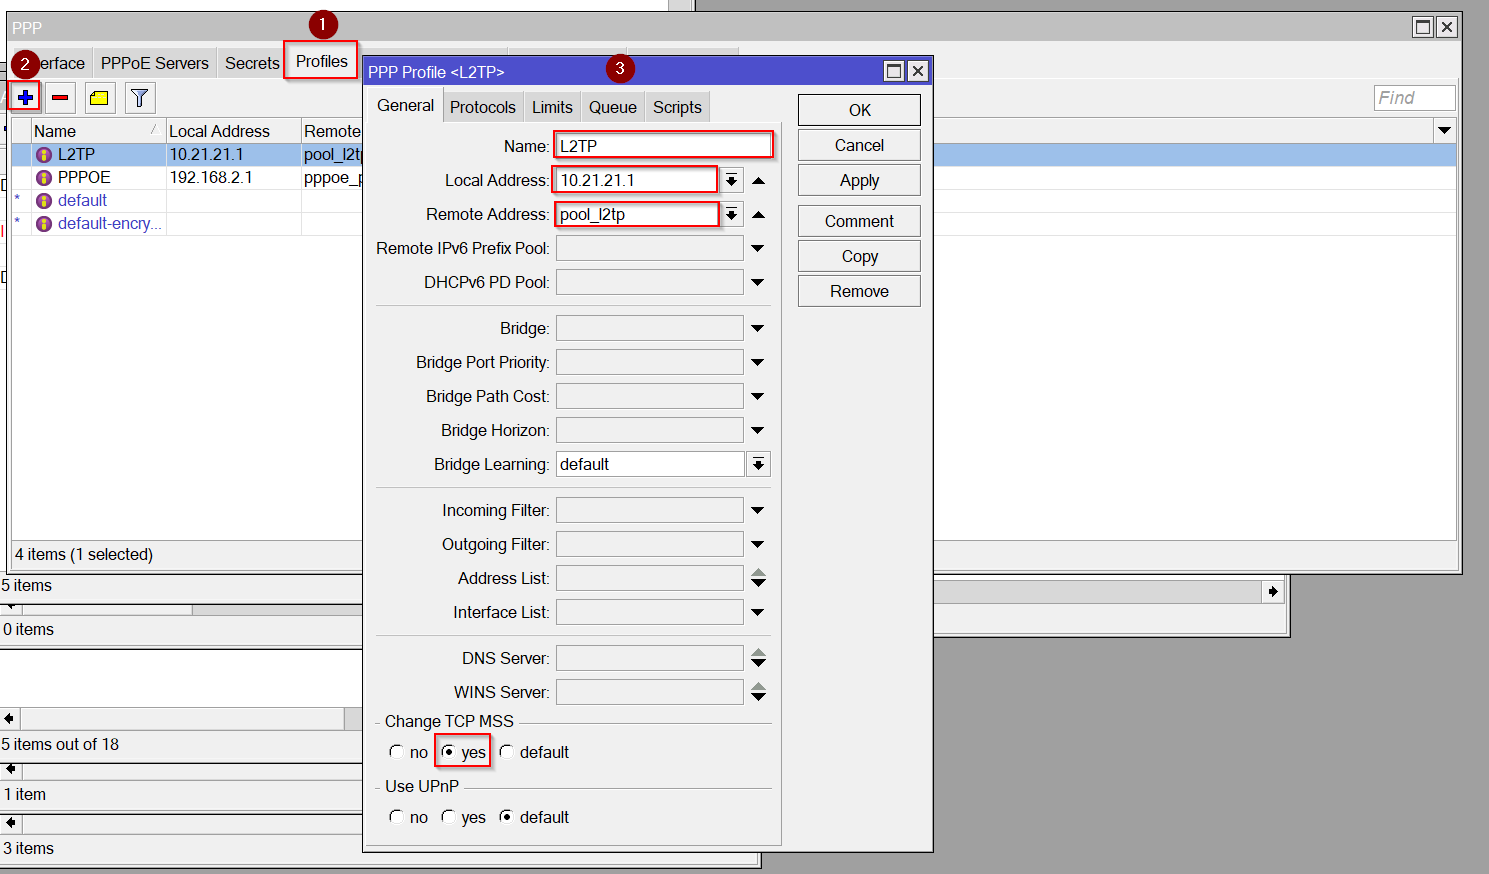 PPP
1
2
erface
PPPoE Servers
Secrets
Profiles
Find
Name
Local Address
Remote
L2TP
10.21.21.1
pool_l2t
PPPOE
192.168.2.1
pppoe_p
* default
* default-encry...
4 items (1 selected)
5 items
0 items
5 items out of 18
1 item
3 items
PPP Profile <L2TP>
3
General
Protocols
Limits
Queue
Scripts
Name: L2TP
Local Address: 10.21.21.1
Remote Address: pool_l2tp
Remote IPv6 Prefix Pool:
DHCPv6 PD Pool:
Bridge:
Bridge Port Priority:
Bridge Path Cost:
Bridge Horizon:
Bridge Learning: default
Incoming Filter:
Outgoing Filter:
Address List:
Interface List:
DNS Server:
WINS Server:
Change TCP MSS
no yes default
Use UPnP
no yes default
OK
Cancel
Apply
Comment
Copy
Remove